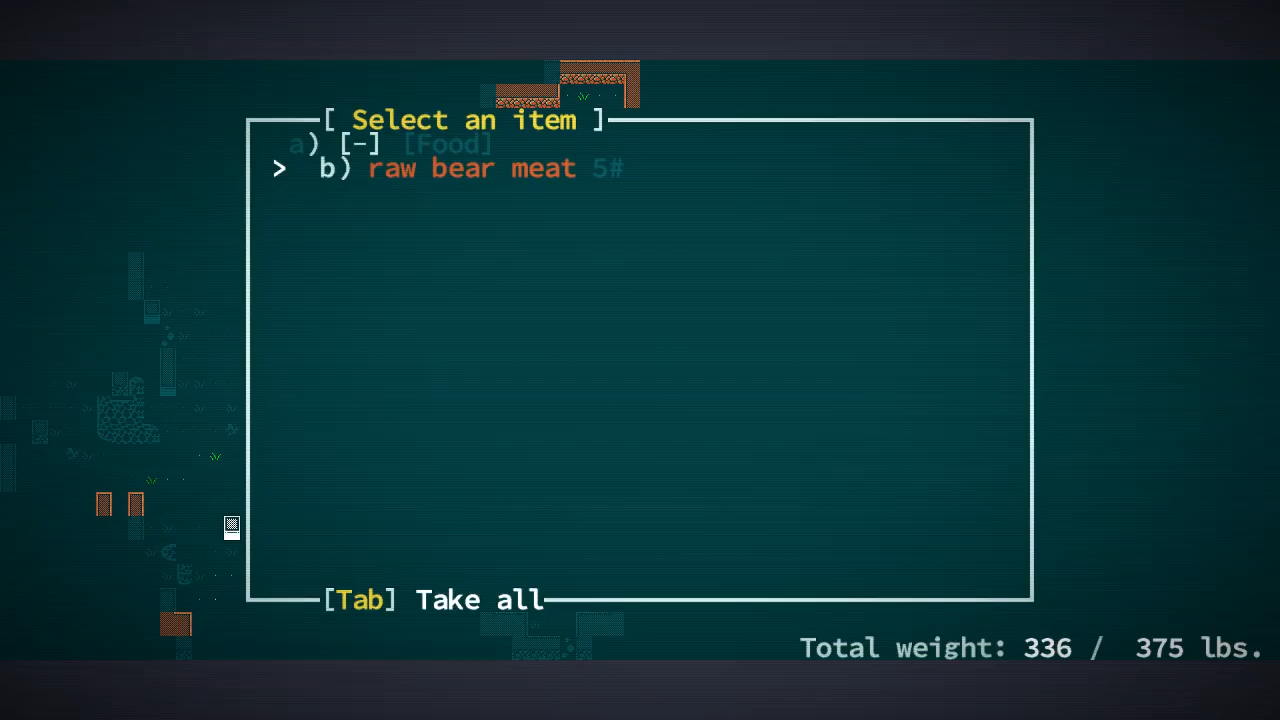 [ Select an item ]
a) [-] [Food]
> b) raw bear meat 5#
[Tab] Take all
Total weight: 336 / 375 lbs.